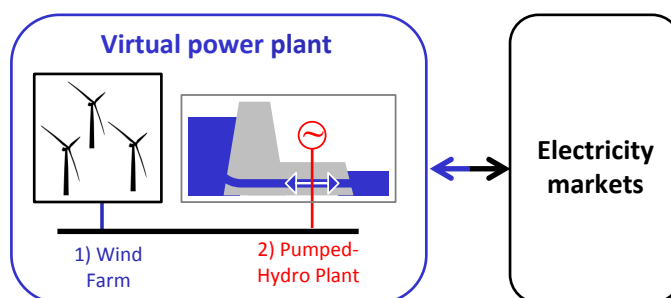 Virtual power plant
1) Wind
Farm
2) Pumped-
Hydro Plant
Electricity
markets